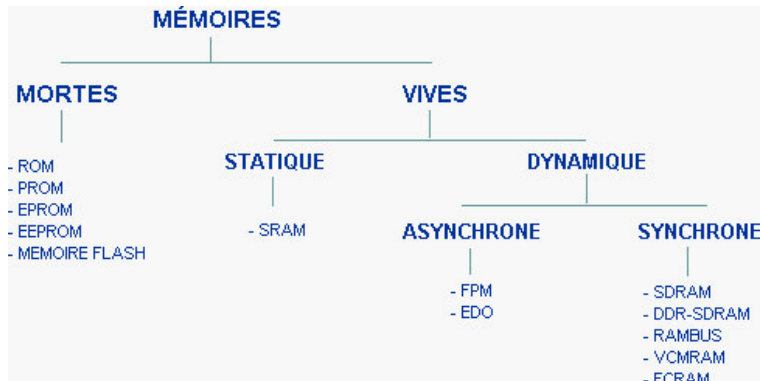 MÉMOIRES
MORTES
VIVES
- ROM
- PROM
- EPROM
- EEPROM
- MEMOIRE FLASH
STATIQUE
- SRAM
DYNAMIQUE
ASYNCHRONE
- FPM
- EDO
SYNCHRONE
- SDRAM
- DDR-SDRAM
- RAMBUS
- VCMRAM
- FCRAM